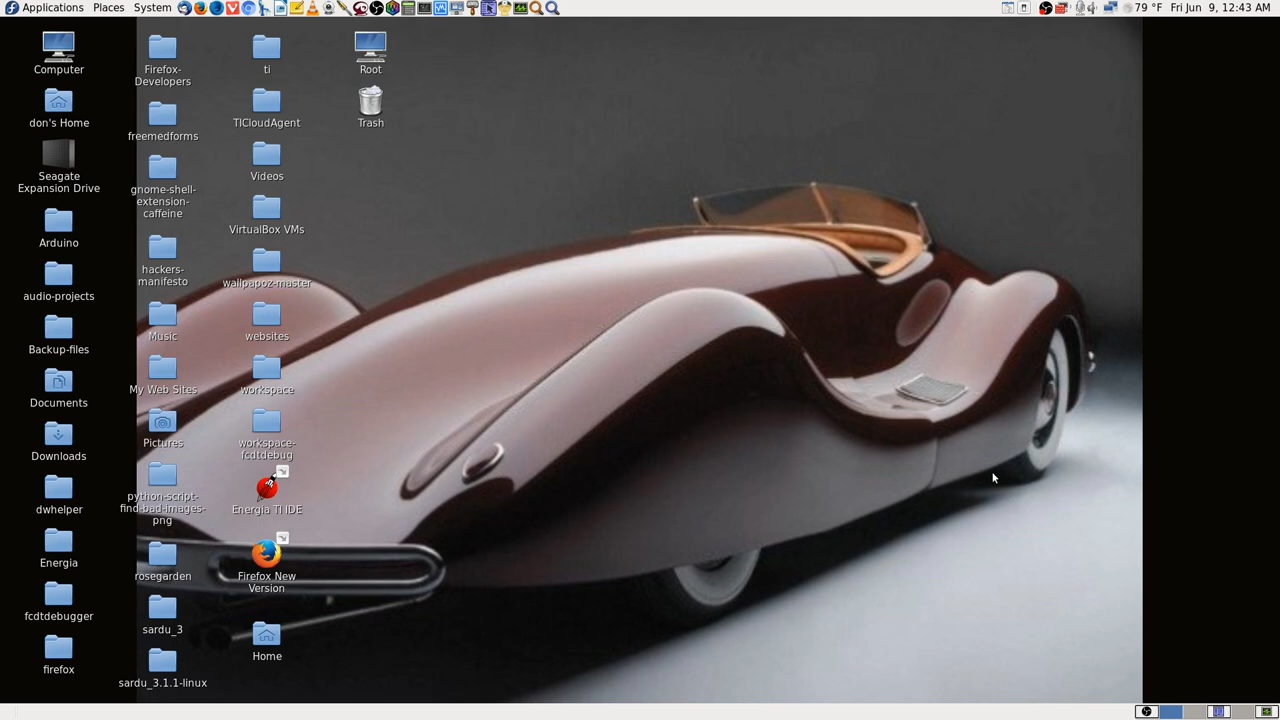 Applications Places System
79 °F Fri Jun 9, 12:43 AM
Computer
don's Home
Seagate
Expansion Drive
Arduino
audio-projects
Backup-files
Documents
Downloads
dwhelper
Energia
fcdtdebugger
firefox
Firefox-
Developers
freemedforms
gnome-shell-
extension-
caffeine
hackers-
manifesto
Music
My Web Sites
Pictures
python-script-
find-bad-images-
png
rosegarden
sardu_3
sardu_3.1.1-linux
ti
TICloudAgent
Videos
VirtualBox VMs
wallpapoz-master
websites
workspace
workspace-
fcdtdebug
Energia TI IDE
Firefox New
Version
Home
Root
Trash